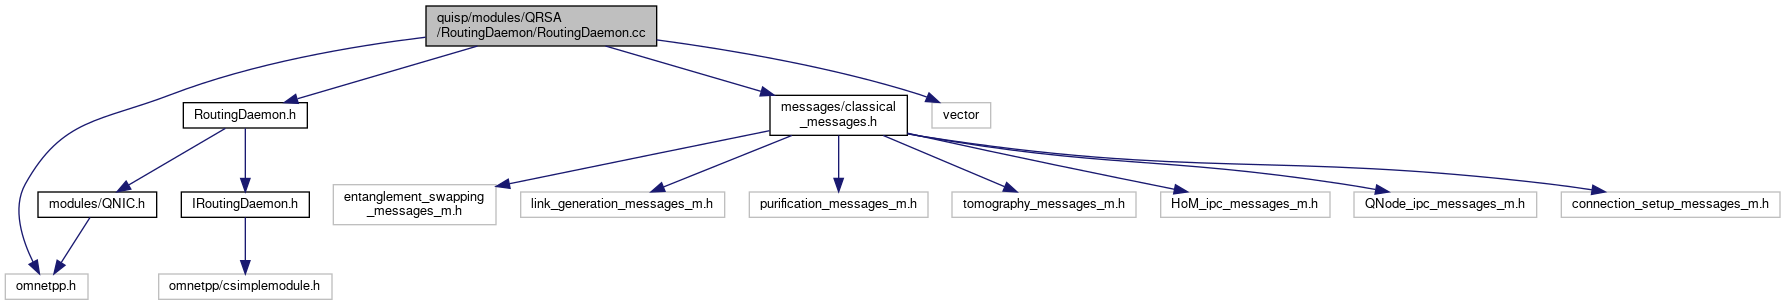 quisp/modules/QRSA
/RoutingDaemon/RoutingDaemon.cc
RoutingDaemon.h
messages/classical
_messages.h
vector
modules/QNIC.h
IRoutingDaemon.h
entanglement_swapping
_messages_m.h
link_generation_messages_m.h
purification_messages_m.h
tomography_messages_m.h
HoM_ipc_messages_m.h
QNode_ipc_messages_m.h
connection_setup_messages_m.h
omnetpp.h
omnetpp/csimplemodule.h